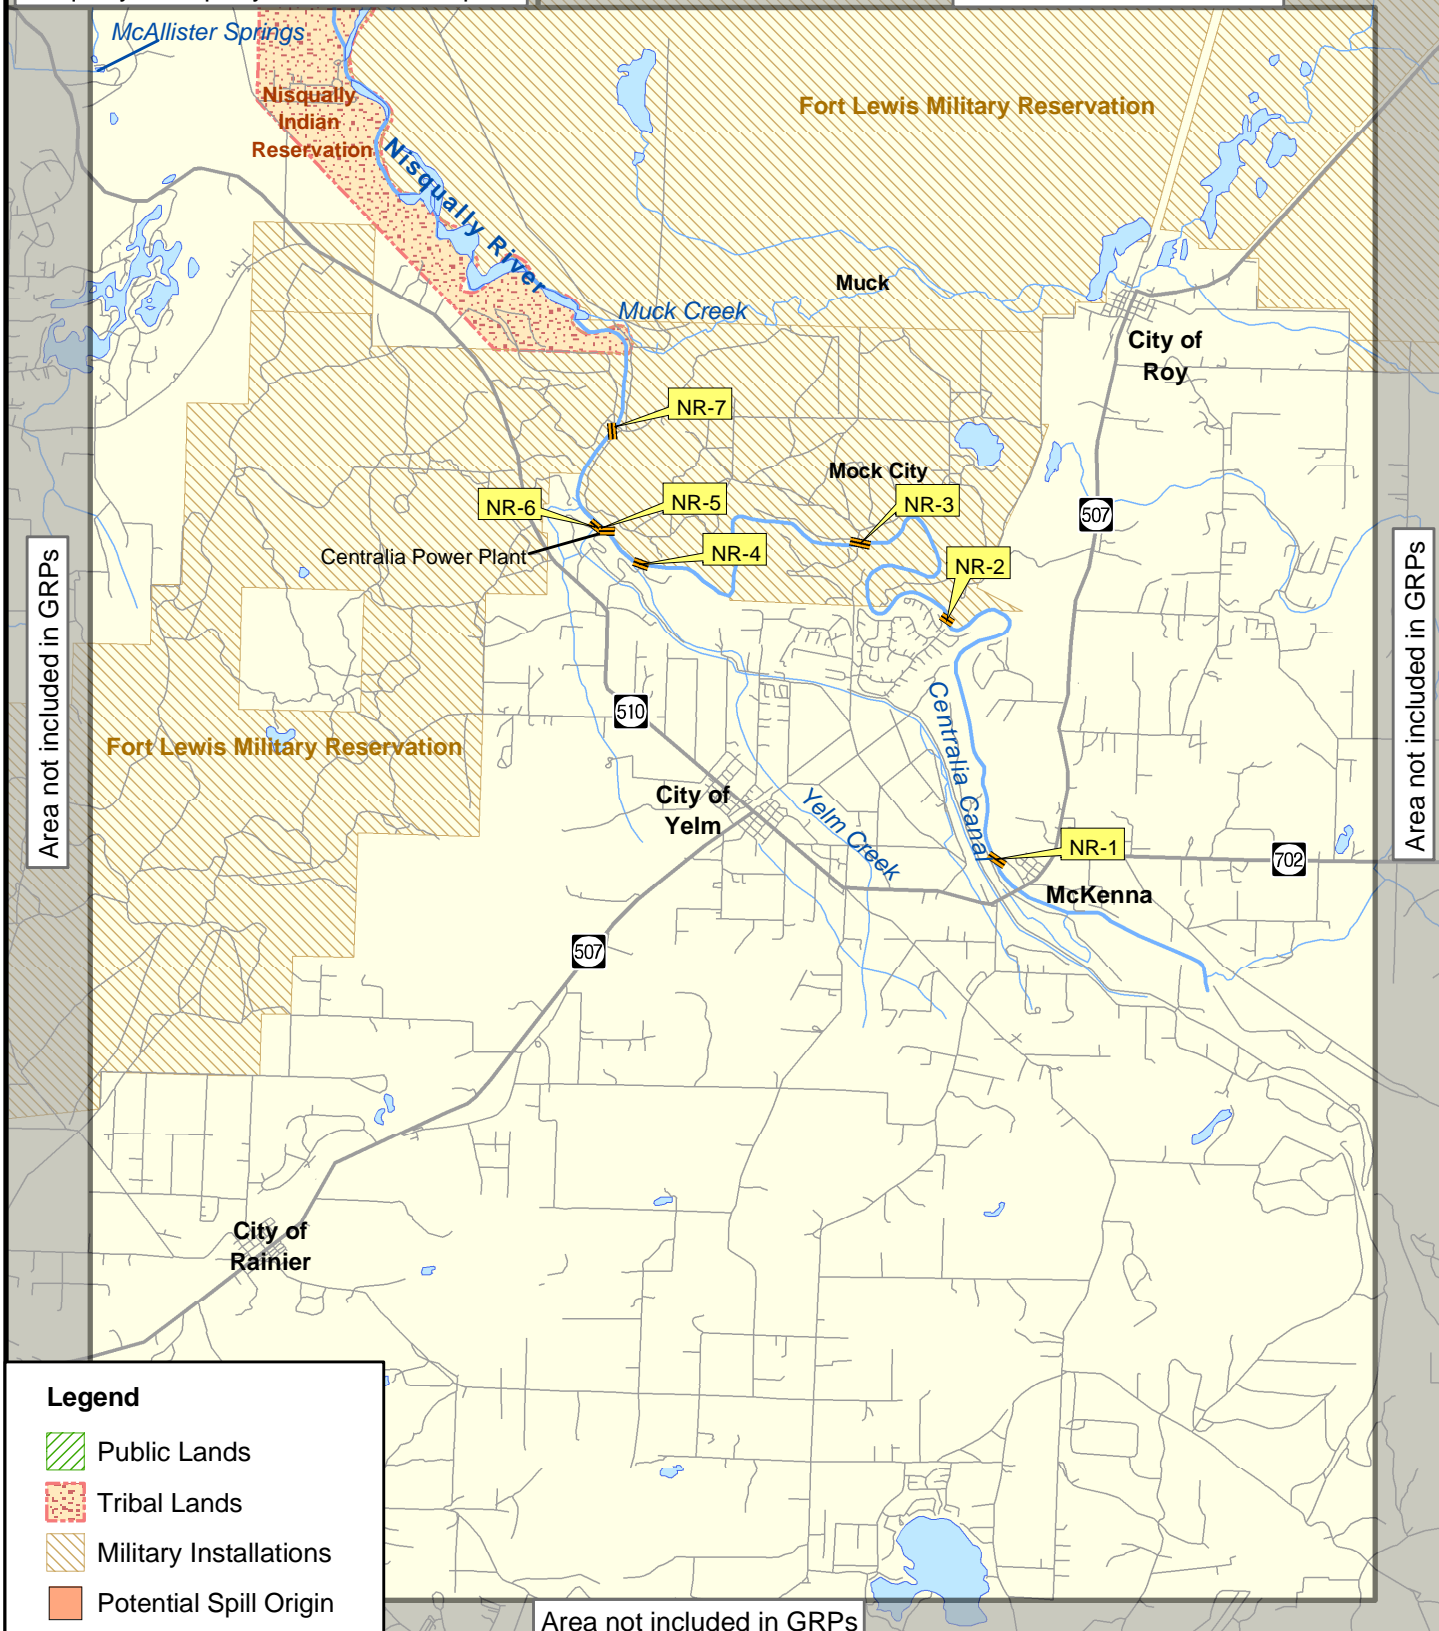 McAllister Springs
Nisqually
Indian
Reservation
Fort Lewis Military Reservation
Nisqually River
Muck
Muck Creek
City of
Roy
NR-7
Mock City
NR-6
NR-5
NR-3
507
Centralia Power Plant
NR-4
NR-2
Area not included in GRPs
Area not included in GRPs
510
Centralia Canal
Fort Lewis Military Reservation
City of
Yelm
Yelm Creek
NR-1
702
McKenna
507
City of
Rainier
Legend
Public Lands
Tribal Lands
Military Installations
Potential Spill Origin
Area not included in GRPs